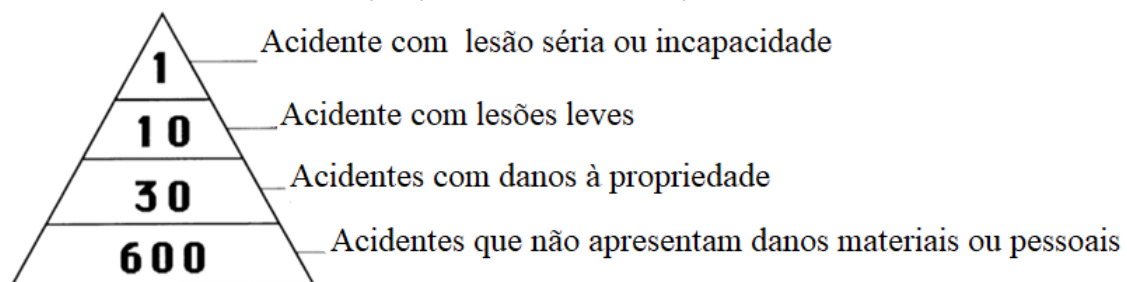 1 Acidente com lesão séria ou incapacidade
10 Acidente com lesões leves
30 Acidentes com danos à propriedade
600 Acidentes que não apresentam danos materiais ou pessoais